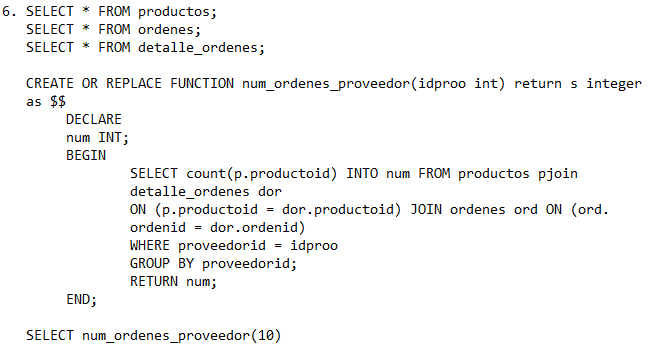 6. SELECT * FROM productos;
SELECT * FROM ordenes;
SELECT * FROM detalle_ordenes;
CREATE OR REPLACE FUNCTION num_ordenes_proveedor(idproo int) return s integer
as $$
DECLARE
num INT;
BEGIN
SELECT count(p.productoid) INTO num FROM productos pjoin
detalle_ordenes dor
ON (p.productoid = dor.productoid) JOIN ordenes ord ON (ord.
ordenid = dor.ordenid)
WHERE proveedorid = idproo
GROUP BY proveedorid;
RETURN num;
END;
SELECT num_ordenes_proveedor(10)